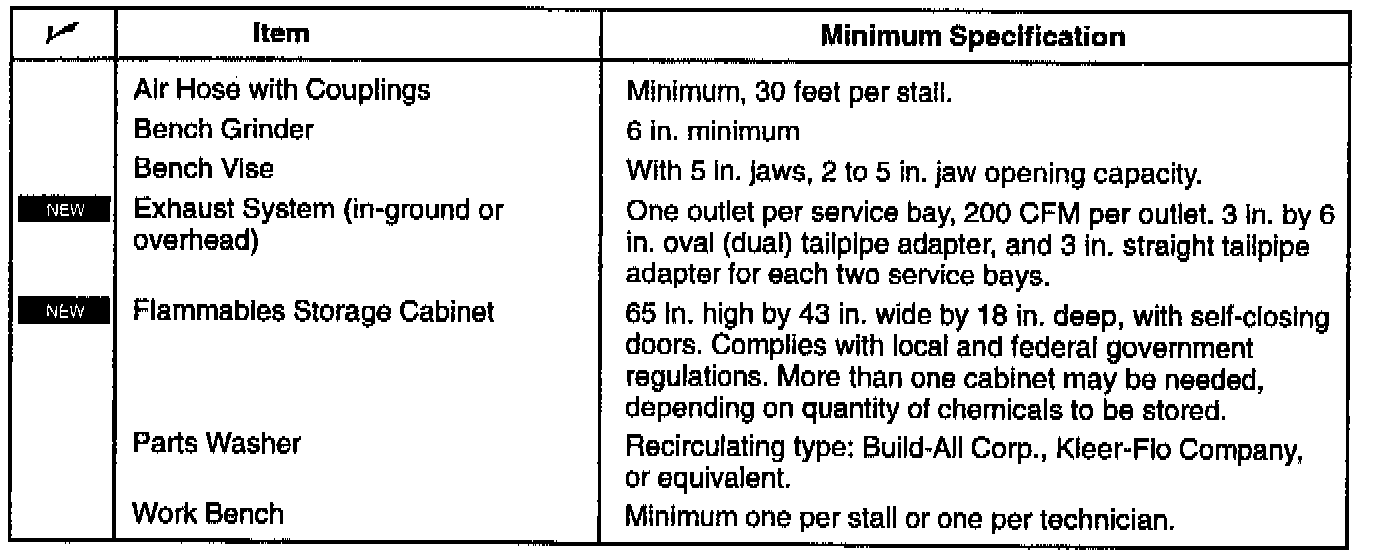 ✓ Item Minimum Specification
Air Hose with Couplings Minimum, 30 feet per stall.
Bench Grinder 6 in. minimum
Bench Vise With 5 in. jaws, 2 to 5 in. jaw opening capacity.
NEW Exhaust System (in-ground or One outlet per service bay, 200 CFM per outlet. 3 in. by 6
overhead) in. oval (dual) tailpipe adapter, and 3 in. straight tailpipe
adapter for each two service bays.
NEW Flammables Storage Cabinet 65 in. high by 43 in. wide by 18 in. deep, with self-closing
doors. Complies with local and federal government
regulations. More than one cabinet may be needed,
depending on quantity of chemicals to be stored.
Parts Washer Recirculating type: Build-All Corp., Kleer-Flo Company,
or equivalent.
Work Bench Minimum one per stall or one per technician.